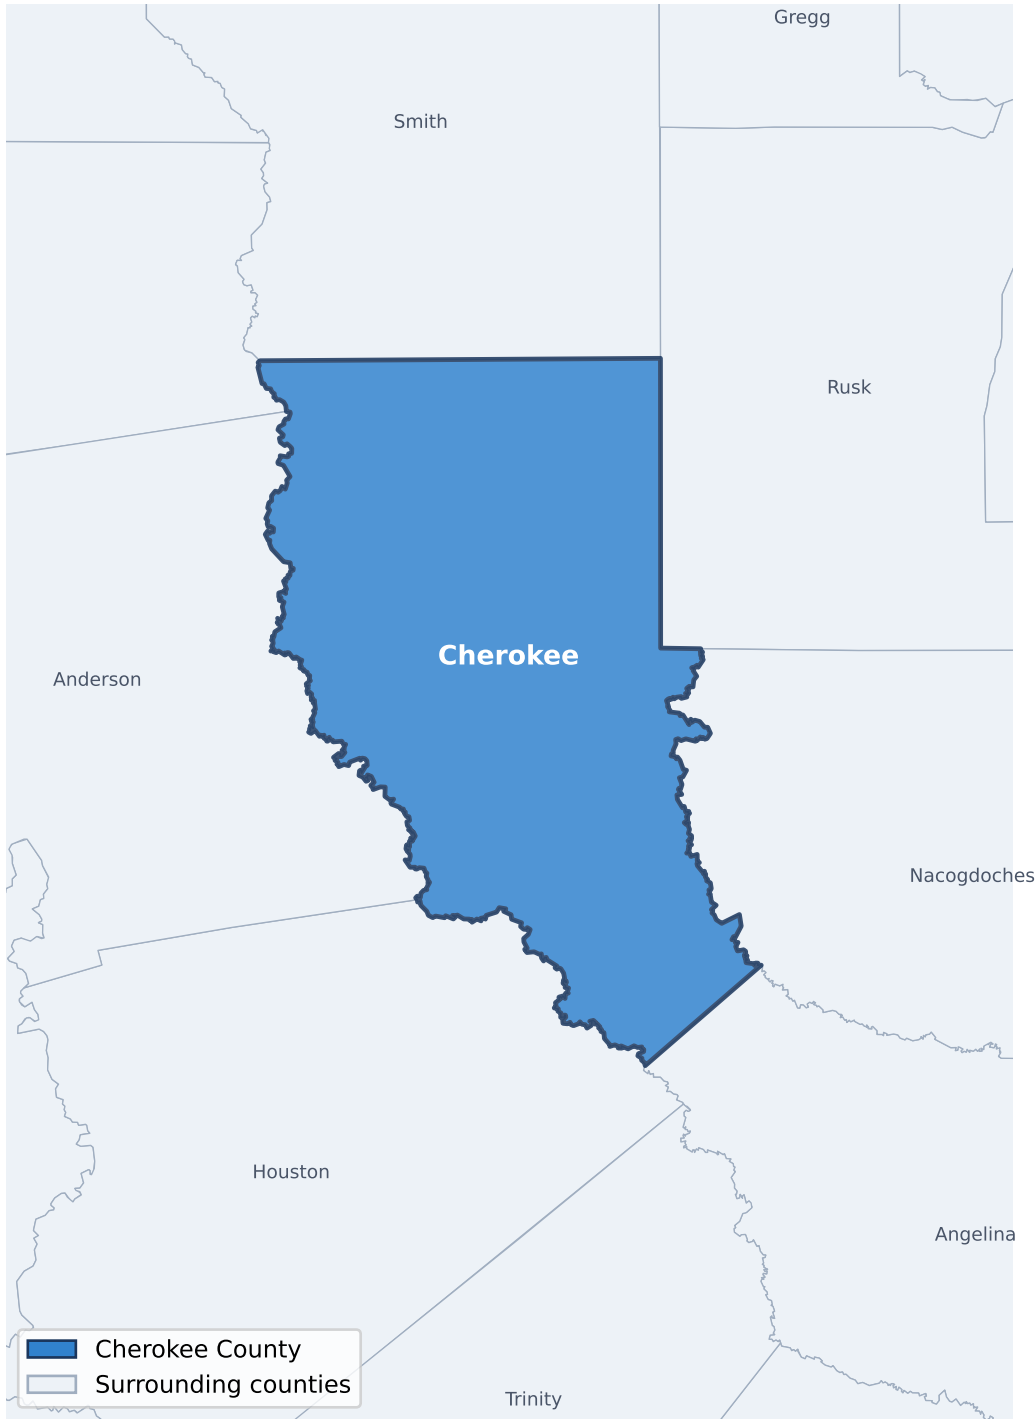 Gregg
Smith
Rusk
Cherokee
Anderson
Nacogdoches
Houston
Angelina
Cherokee County
Surrounding counties
Trinity